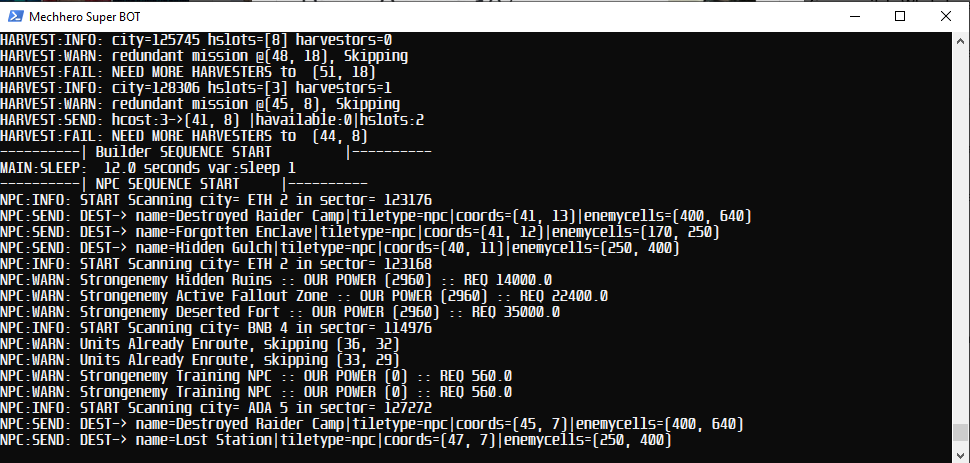 Mechhero Super BOT
HARVEST:INFO: city=125745 hslots=[8] harvestors=0
HARVEST:WARN: redundant mission @(48, 18), Skipping
HARVEST:FAIL: NEED MORE HARVESTERS to  (51, 18)
HARVEST:INFO: city=128306 hslots=[3] harvestors=1
HARVEST:WARN: redundant mission @(45, 8), Skipping
HARVEST:SEND: hcost:3->(41, 8) |havailable:0|hslots:2
HARVEST:FAIL: NEED MORE HARVESTERS to  (44, 8)
----------| Builder SEQUENCE START         |----------
MAIN:SLEEP:  12.0 seconds var:sleep 1
----------| NPC SEQUENCE START     |----------
NPC:INFO: START Scanning city= ETH 2 in sector= 123176
NPC:SEND: DEST-> name=Destroyed Raider Camp|tiletype=npc|coords=(41, 13)|enemycells=(400, 640)
NPC:SEND: DEST-> name=Forgotten Enclave|tiletype=npc|coords=(41, 12)|enemycells=(170, 250)
NPC:SEND: DEST-> name=Hidden Gulch|tiletype=npc|coords=(40, 11)|enemycells=(250, 400)
NPC:INFO: START Scanning city= ETH 2 in sector= 123168
NPC:WARN: Strongenemy Hidden Ruins :: OUR POWER (2960) :: REQ 14000.0
NPC:WARN: Strongenemy Active Fallout Zone :: OUR POWER (2960) :: REQ 22400.0
NPC:WARN: Strongenemy Deserted Fort :: OUR POWER (2960) :: REQ 35000.0
NPC:INFO: START Scanning city= BNB 4 in sector= 114976
NPC:WARN: Units Already Enroute, skipping (36, 32)
NPC:WARN: Units Already Enroute, skipping (33, 29)
NPC:WARN: Strongenemy Training NPC :: OUR POWER (0) :: REQ 560.0
NPC:WARN: Strongenemy Training NPC :: OUR POWER (0) :: REQ 560.0
NPC:INFO: START Scanning city= ADA 5 in sector= 127272
NPC:SEND: DEST-> name=Destroyed Raider Camp|tiletype=npc|coords=(45, 7)|enemycells=(400, 640)
NPC:SEND: DEST-> name=Lost Station|tiletype=npc|coords=(47, 7)|enemycells=(250, 400)